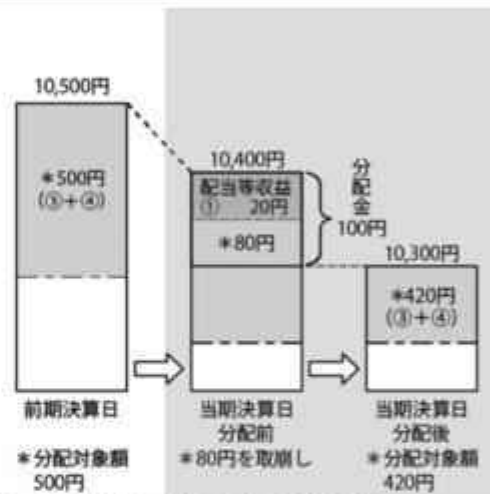 10,500円
*500円
(③+④)
前期決算日
*分配対象額
500円
10,400円
配当等収益
① 20円
*80円
分配金
100円
当期決算日
分配前
*80円を取崩し
10,300円
*420円
(③+④)
当期決算日
分配後
*分配対象額
420円